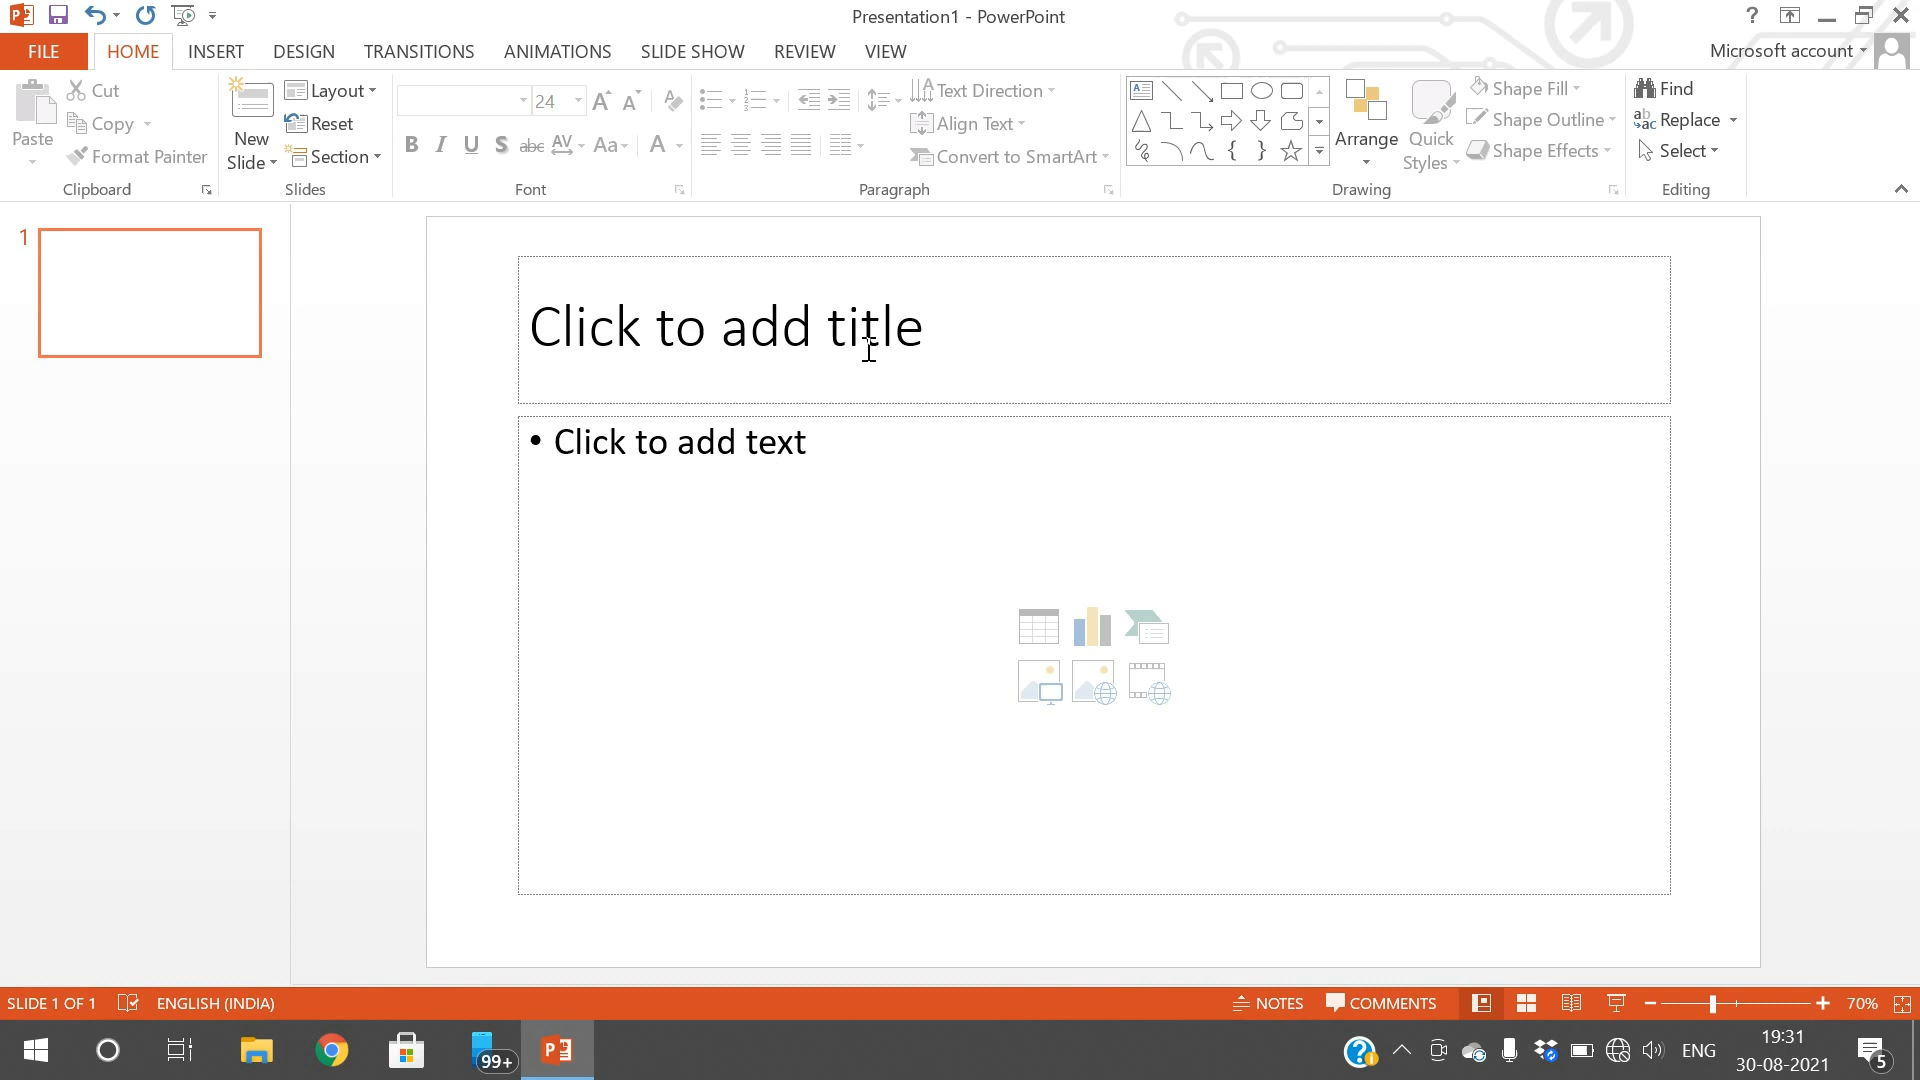 Presentation1 - PowerPoint
?
FILE HOME INSERT DESIGN TRANSITIONS ANIMATIONS SLIDE SHOW REVIEW VIEW
Microsoft account
Paste
Cut
Copy
Format Painter
Clipboard
New
Slide
Layout
Reset
Section
Slides
24
B I U S abc AV Aa A
Font
Text Direction
Align Text
Convert to SmartArt
Paragraph
Arrange
Quick
Styles
Shape Fill
Shape Outline
Shape Effects
Drawing
Find
Replace
Select
Editing
1
Click to add title
• Click to add text
SLIDE 1 OF 1 ENGLISH (INDIA)
NOTES COMMENTS 70%
99+
ENG
19:31
30-08-2021
5